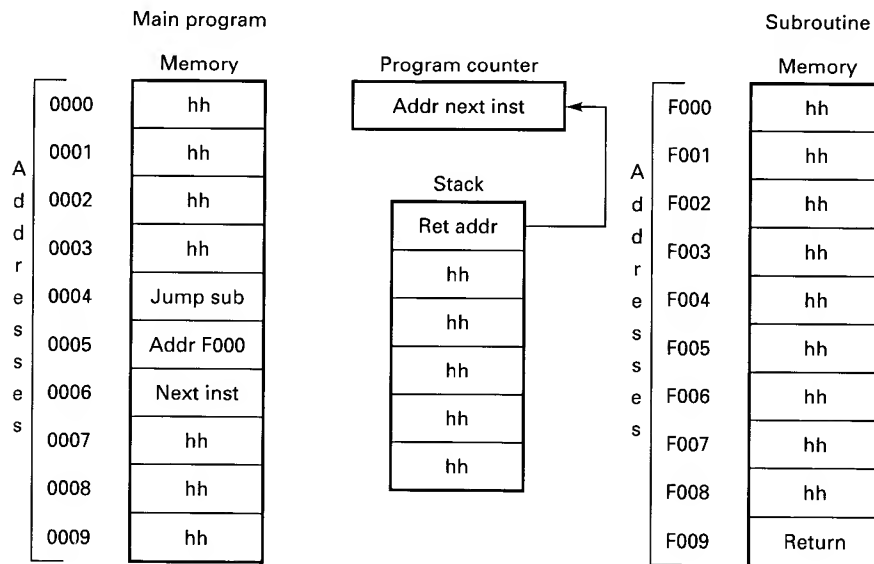 Main program
Memory
0000 hh
0001 hh
0002 hh
0003 hh
0004 Jump sub
0005 Addr F000
0006 Next inst
0007 hh
0008 hh
0009 hh
Addresses
Program counter
Addr next inst
Stack
Ret addr
hh
hh
hh
hh
hh
Subroutine
Memory
F000 hh
F001 hh
F002 hh
F003 hh
F004 hh
F005 hh
F006 hh
F007 hh
F008 hh
F009 Return
Addresses